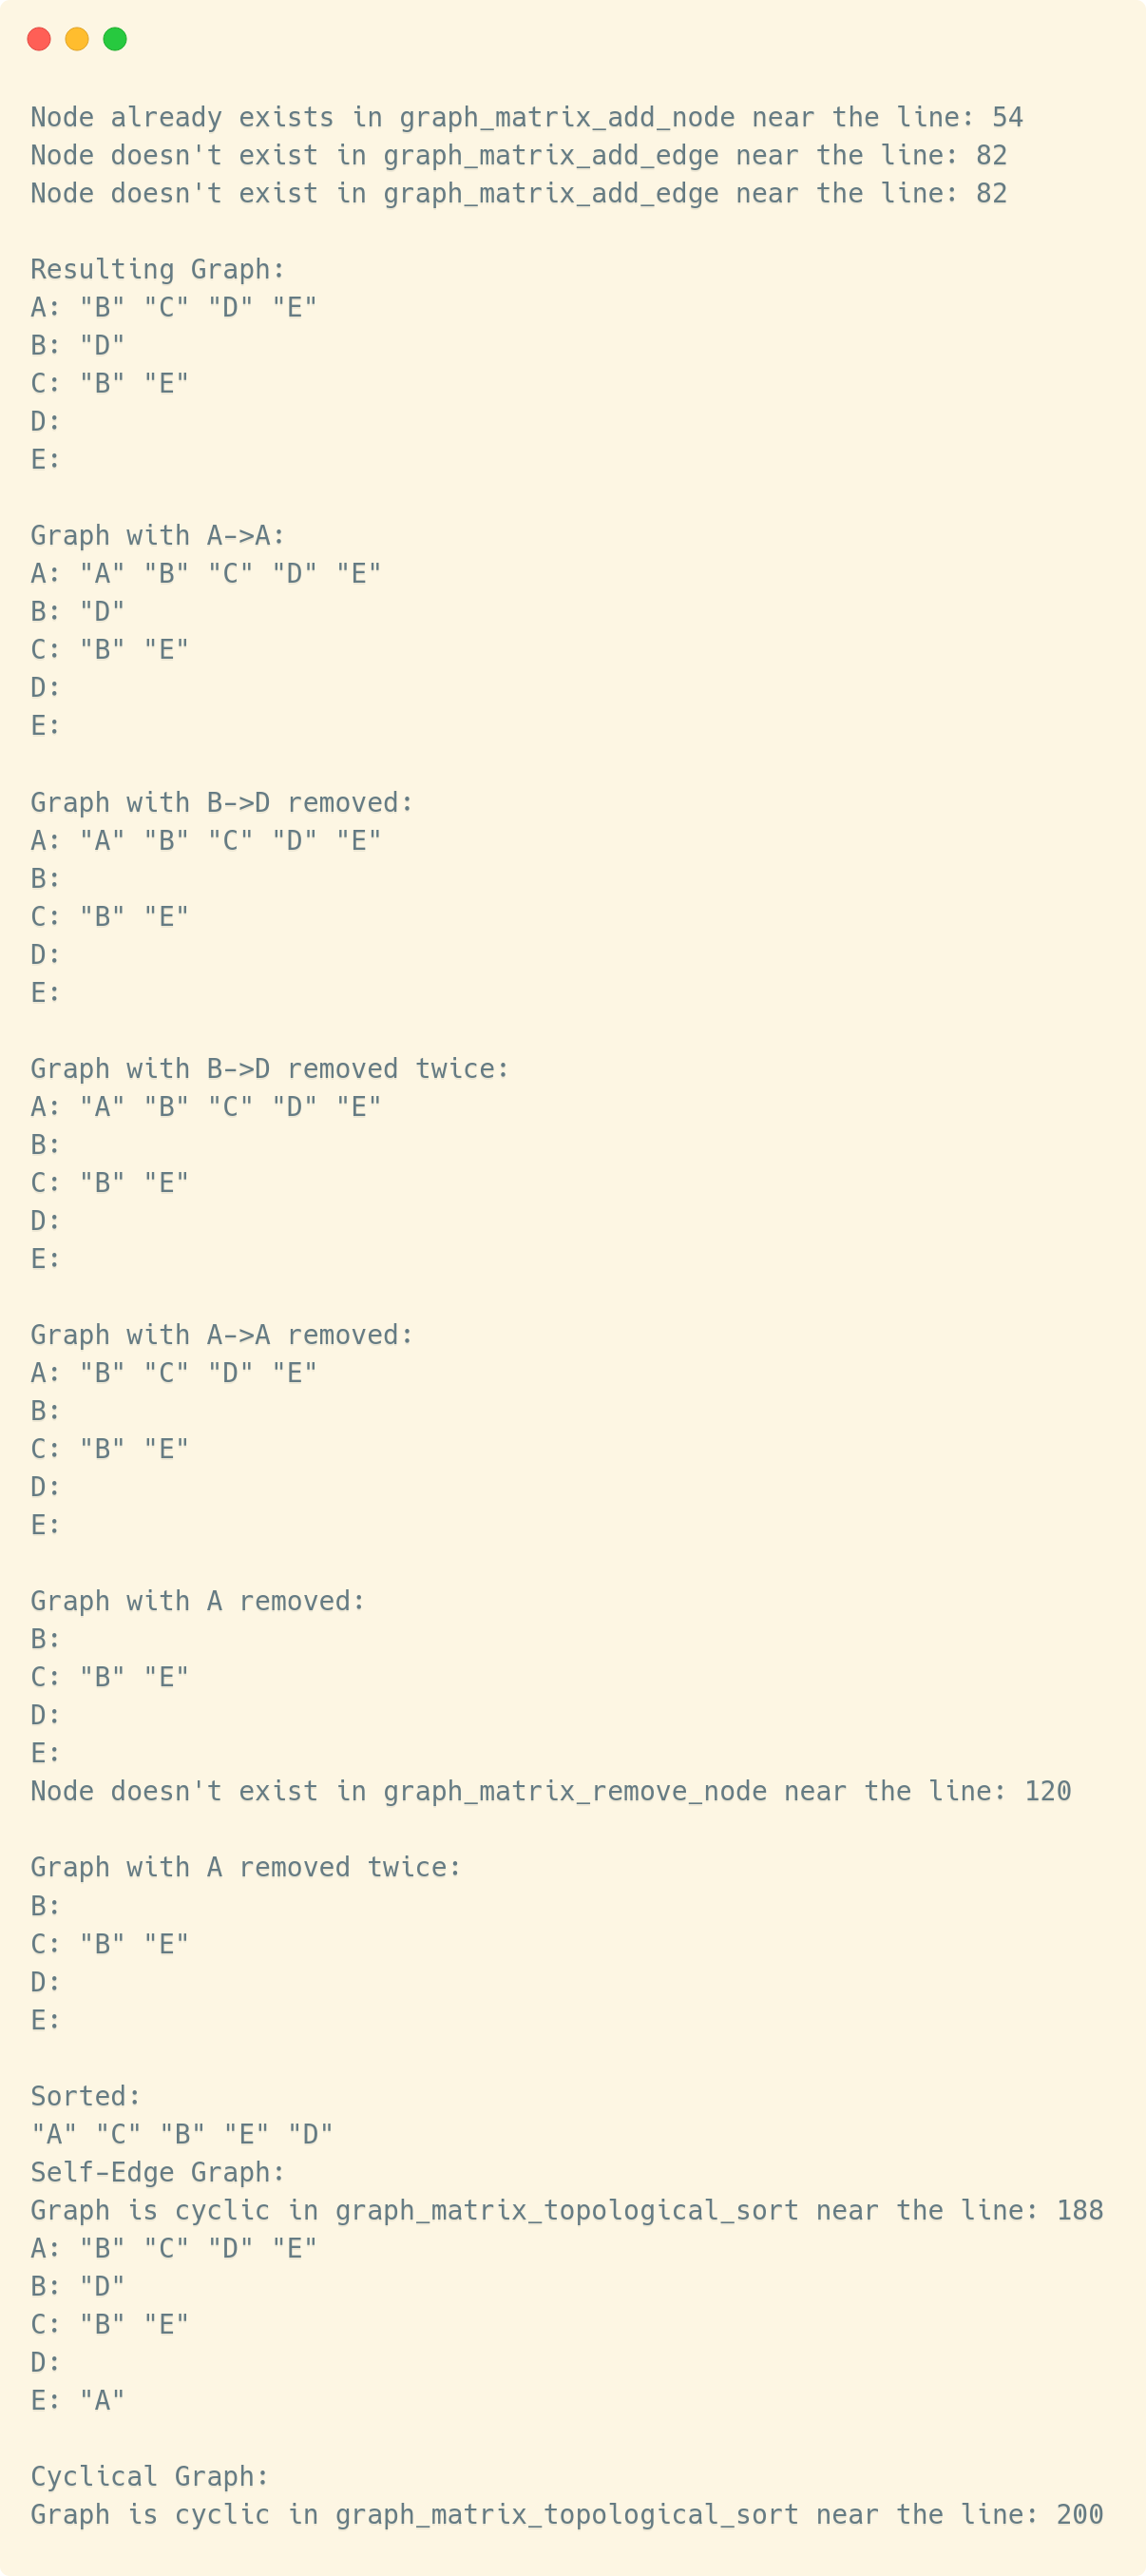 Node already exists in graph_matrix_add_node near the line: 54
Node doesn't exist in graph_matrix_add_edge near the line: 82
Node doesn't exist in graph_matrix_add_edge near the line: 82

Resulting Graph:
A: "B" "C" "D" "E"
B: "D"
C: "B" "E"
D:
E:

Graph with A->A:
A: "A" "B" "C" "D" "E"
B: "D"
C: "B" "E"
D:
E:

Graph with B->D removed:
A: "A" "B" "C" "D" "E"
B:
C: "B" "E"
D:
E:

Graph with B->D removed twice:
A: "A" "B" "C" "D" "E"
B:
C: "B" "E"
D:
E:

Graph with A->A removed:
A: "B" "C" "D" "E"
B:
C: "B" "E"
D:
E:

Graph with A removed:
B:
C: "B" "E"
D:
E:
Node doesn't exist in graph_matrix_remove_node near the line: 120

Graph with A removed twice:
B:
C: "B" "E"
D:
E:

Sorted:
"A" "C" "B" "E" "D"
Self-Edge Graph:
Graph is cyclic in graph_matrix_topological_sort near the line: 188
A: "B" "C" "D" "E"
B: "D"
C: "B" "E"
D:
E: "A"

Cyclical Graph:
Graph is cyclic in graph_matrix_topological_sort near the line: 200